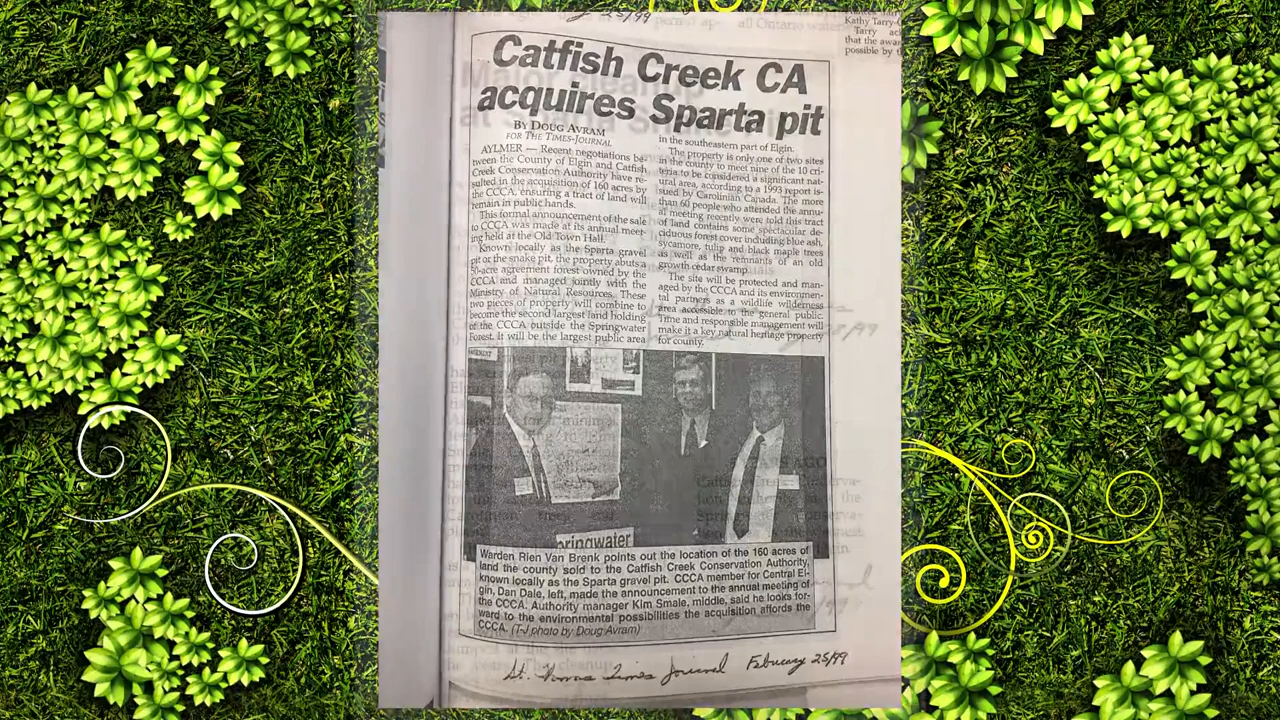 25/99
all Ontario water
Kathy Tarry-
Tarry ac
that the awar
possible by t
Catfish Creek CA
acquires Sparta pit
BY DOUG AVRAM
FOR THE TIMES-JOURNAL
AYLMER — Recent negotiations be-
tween the County of Elgin and Catfish
Creek Conservation Authority have re-
sulted in the acquisition of 160 acres by
the CCCA, ensuring a tract of land will
remain in public hands.
This formal announcement of the sale
to CCCA was made at its annual meet-
ing held at the Old Town Hall.
Known locally as the Sparta gravel
pit or the snake pit, the property abuts a
50-acre agreement forest owned by the
CCCA and managed jointly with the
Ministry of Natural Resources. These
two pieces of property will combine to
become the second largest land holding
of the CCCA outside the Springwater
Forest. It will be the largest public area
in the southeastern part of Elgin.
The property is only one of two sites
in the county to meet nine of the 10 cri-
teria to be considered a significant nat-
ural area, according to a 1993 report is-
sued by Carolinian Canada. The more
than 60 people who attended the annu-
al meeting recently were told this tract
of land contains some spectacular de-
ciduous forest cover including blue ash,
sycamore, tulip and black maple trees
as well as the remnants of an old
growth cedar swamp.
The site will be protected and man-
aged by the CCCA and its environmen-
tal partners as a wildlife wilderness
area accessible to the general public.
Time and responsible management will
make it a key natural heritage property
for county.
pringwater
Warden Rien Van Brenk points out the location of the 160 acres of
land the county sold to the Catfish Creek Conservation Authority,
known locally as the Sparta gravel pit. CCCA member for Central El-
gin, Dan Dale, left, made the announcement to the annual meeting of
the CCCA. Authority manager Kim Smale, middle, said he looks for-
ward to the environmental possibilities the acquisition affords the
CCCA. (T-J photo by Doug Avram)
St. Thomas Times Journal February 25/99